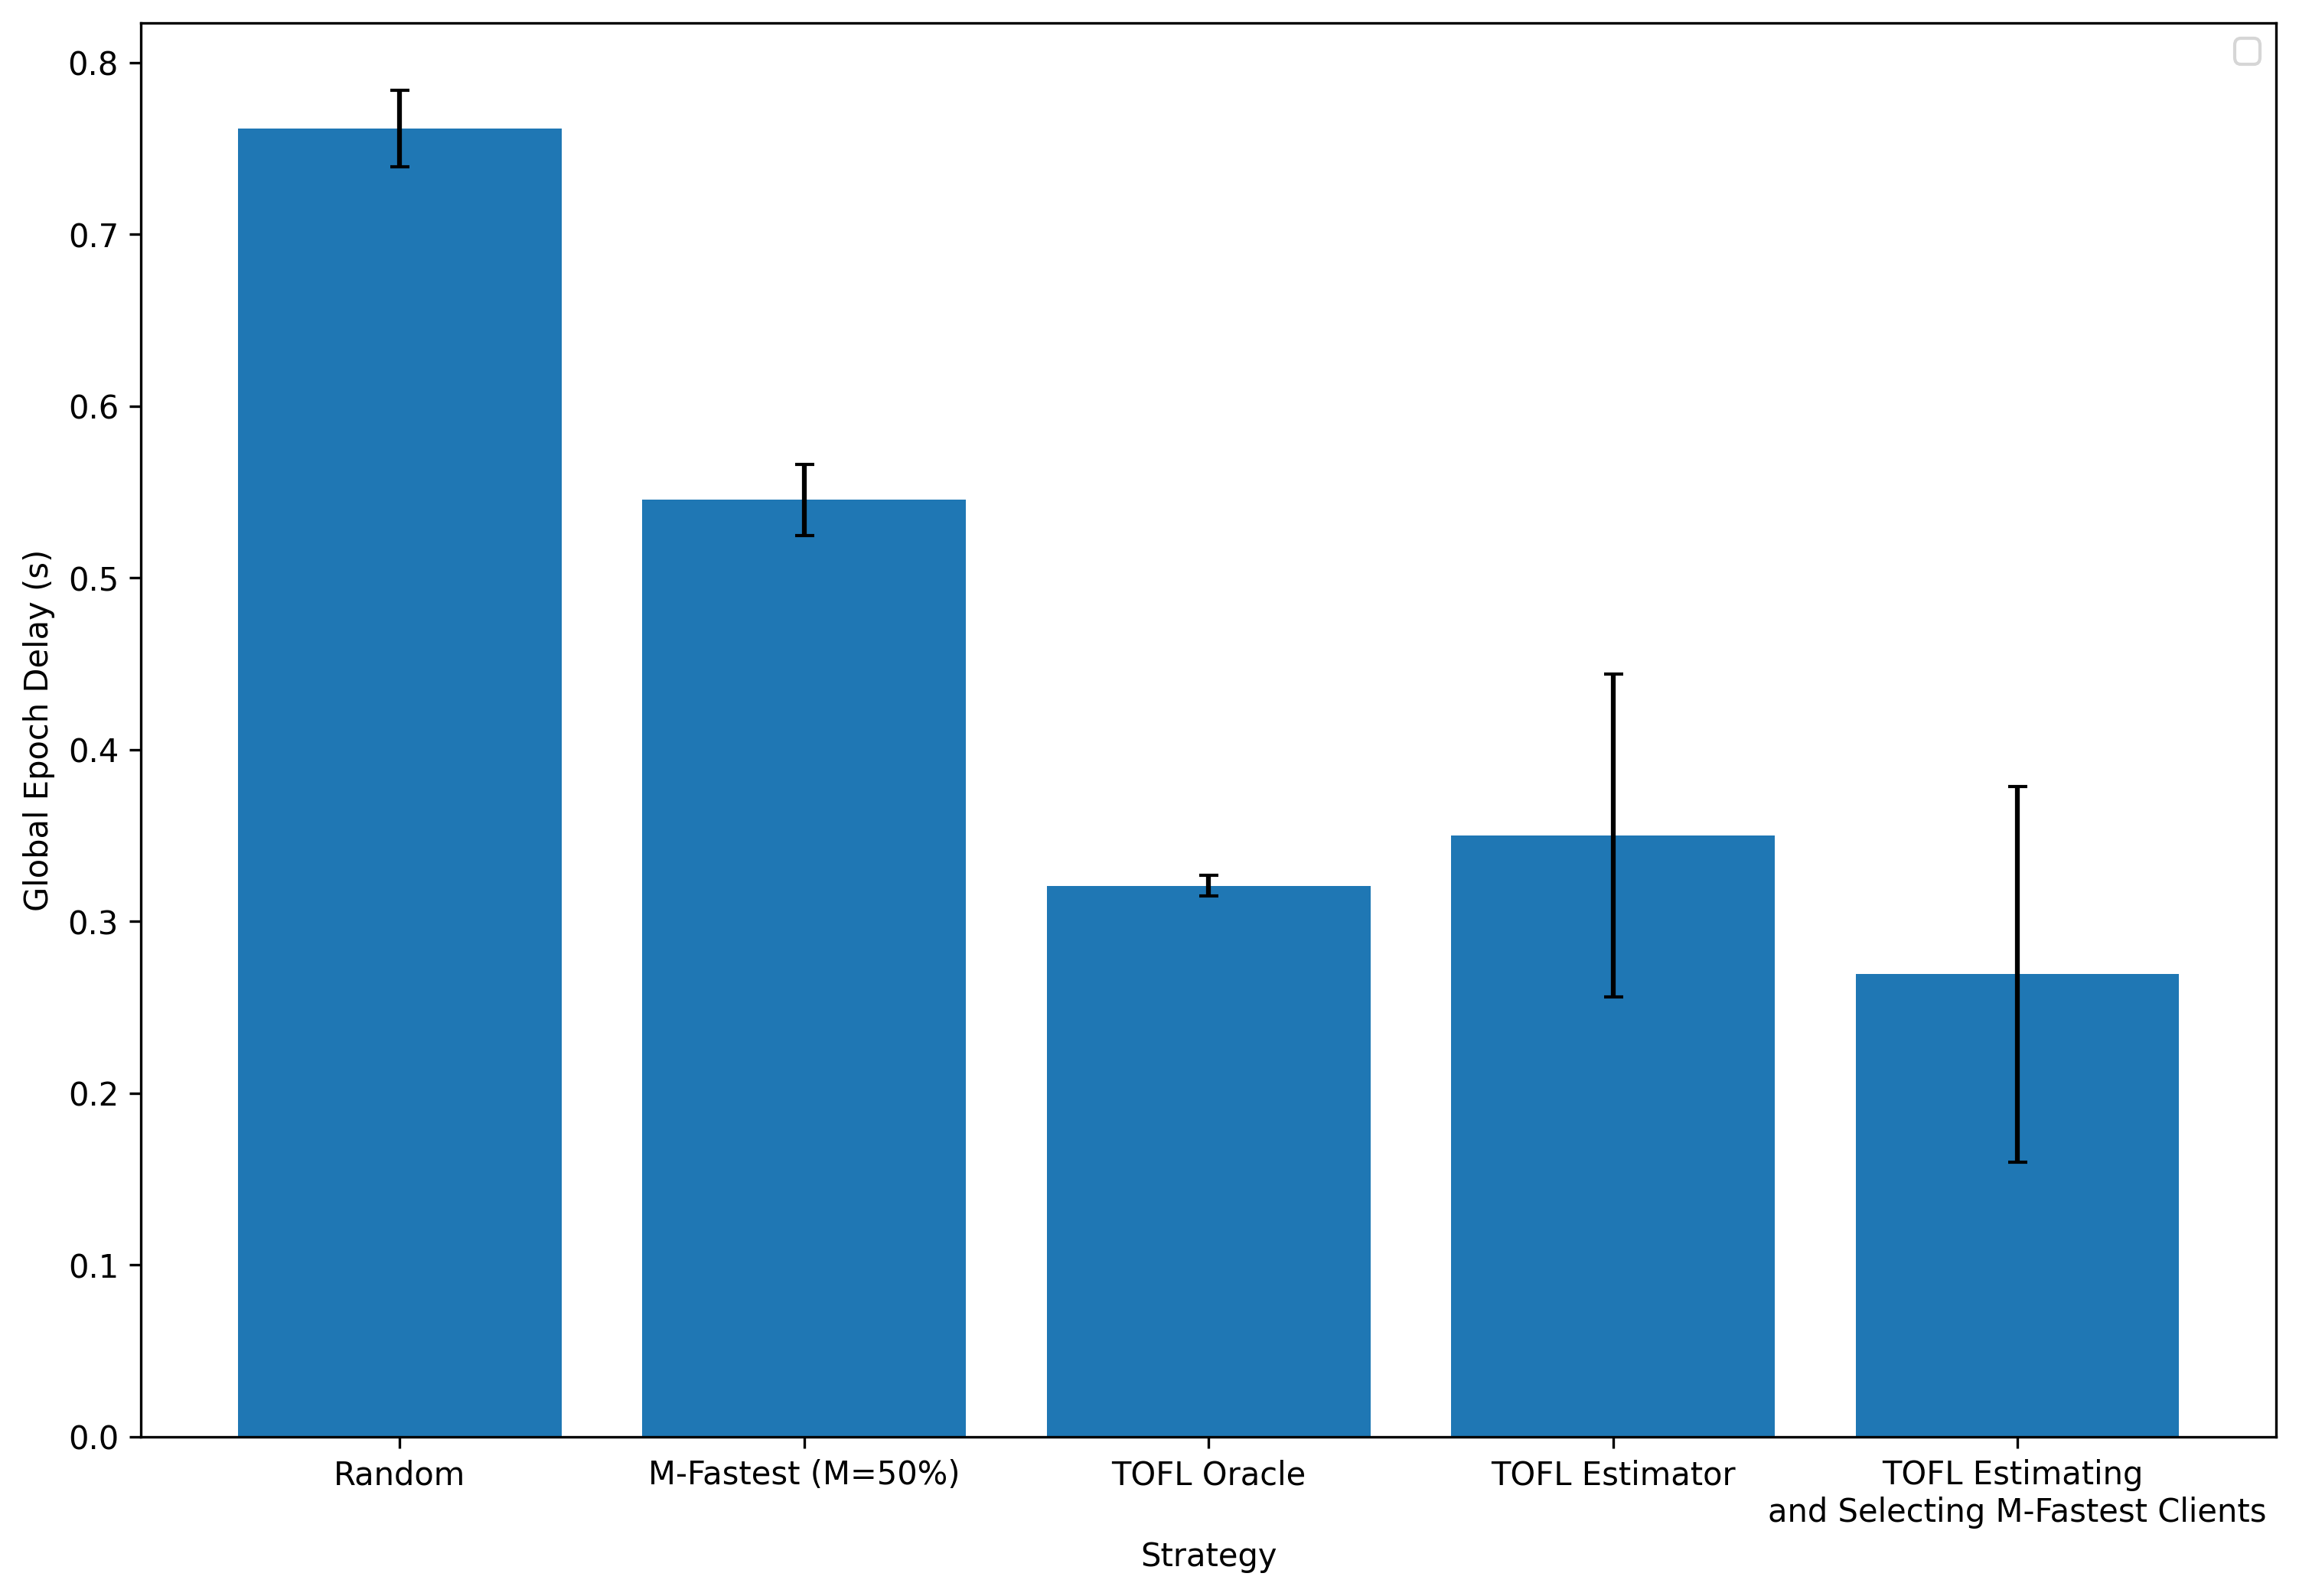 0.8
0.7
0.6
0.5
0.4
0.3
0.2
0.1
0.0
Global Epoch Delay (s)
Random
M-Fastest (M=50%)
TOFL Oracle
TOFL Estimator
TOFL Estimating
and Selecting M-Fastest Clients
Strategy